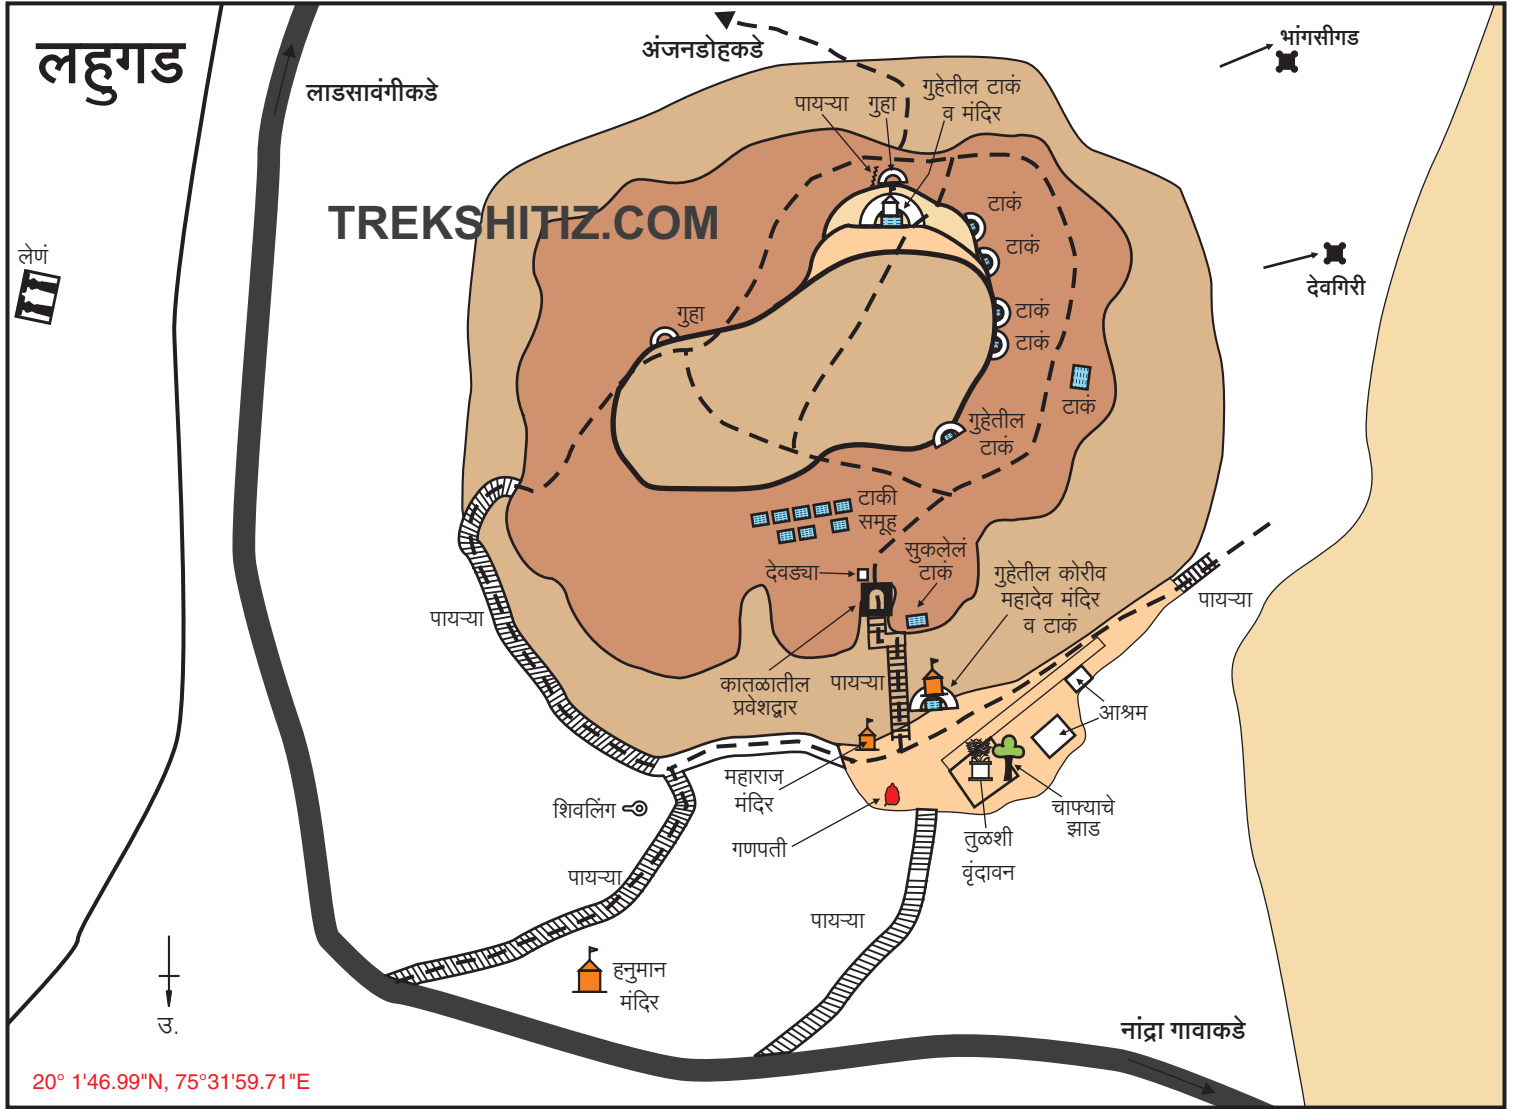 लहुगड
अंजनडोहकडे
भांगसीगड
लाडसावंगीकडे
पायऱ्या
गुहा
गुहेतील टाकं
व मंदिर
TREKSHITIZ.COM
टाकं
टाकं
लेणं
देवगिरी
गुहा
टाकं
टाकं
टाकं
गुहेतील
टाकं
टाकी
समूह
सुकलेलं
टाकं
देवड्या
गुहेतील कोरीव
महादेव मंदिर
व टाकं
पायऱ्या
पायऱ्या
कातळातील
प्रवेशद्वार
पायऱ्या
आश्रम
महाराज
मंदिर
शिवलिंग
चाफ्याचे
झाड
गणपती
तुळशी
वृंदावन
पायऱ्या
पायऱ्या
हनुमान
मंदिर
उ.
नांद्रा गावाकडे
20° 1'46.99"N, 75°31'59.71"E